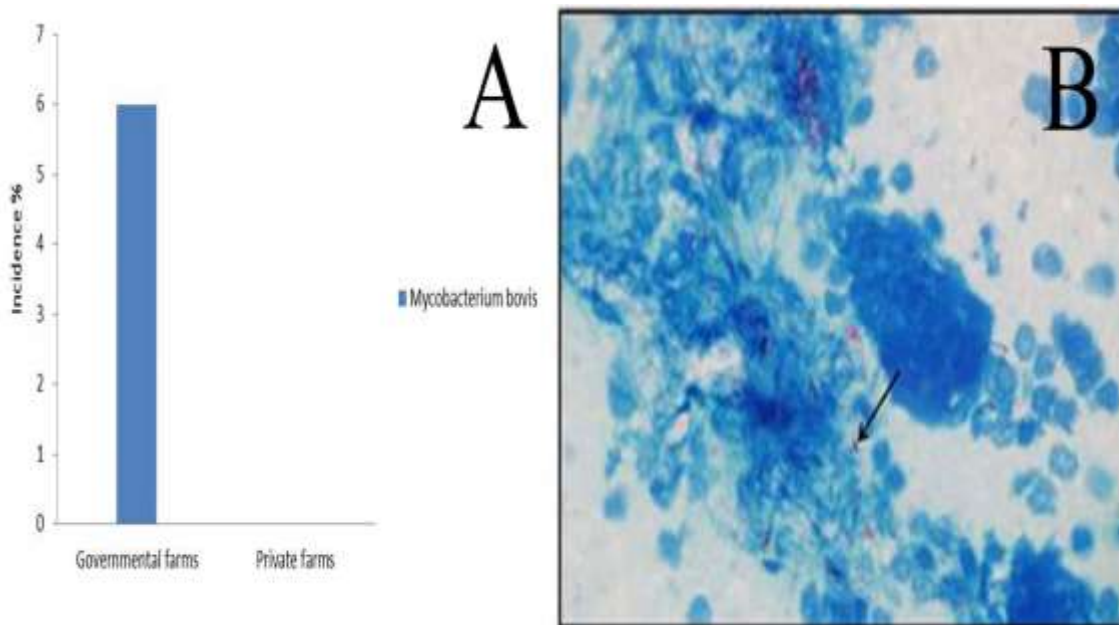 A
7
6
5
4
3
2
1
0
Incidence %
Governmental farms
Private farms
Mycobacterium bovis
B